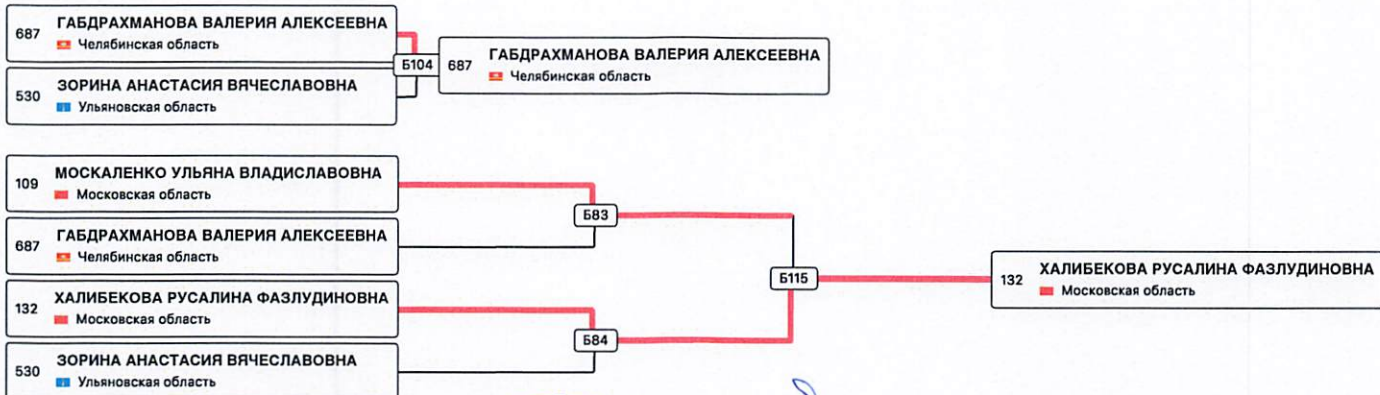 687 ГАБДРАХМАНОВА ВАЛЕРИЯ АЛЕКСЕЕВНА
Челябинская область
Б104
687 ГАБДРАХМАНОВА ВАЛЕРИЯ АЛЕКСЕЕВНА
Челябинская область
530 ЗОРИНА АНАСТАСИЯ ВЯЧЕСЛАВОВНА
Ульяновская область
109 МОСКАЛЕНКО УЛЬЯНА ВЛАДИСЛАВОВНА
Московская область
Б83
687 ГАБДРАХМАНОВА ВАЛЕРИЯ АЛЕКСЕЕВНА
Челябинская область
Б115
132 ХАЛИБЕКОВА РУСАЛИНА ФАЗЛУДИНОВНА
Московская область
132 ХАЛИБЕКОВА РУСАЛИНА ФАЗЛУДИНОВНА
Московская область
Б84
530 ЗОРИНА АНАСТАСИЯ ВЯЧЕСЛАВОВНА
Ульяновская область